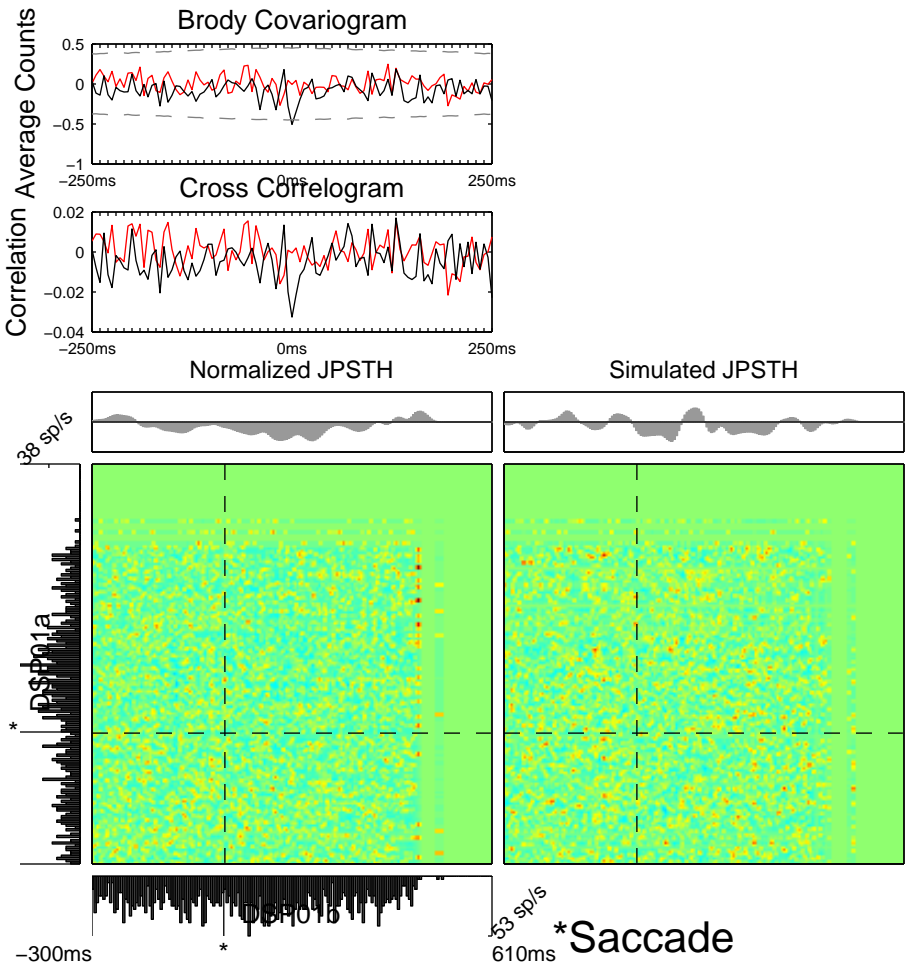 Brody Covariogram
Average Counts
0.5
0
−0.5
−1
−250ms
0ms
250ms
Cross Correlogram
Correlation
0.02
0
−0.02
−0.04
−250ms
0ms
250ms
Normalized JPSTH
Simulated JPSTH
38 sp/s
DSP01a
*
DSP01b
53 sp/s
−300ms
*
610ms
*Saccade